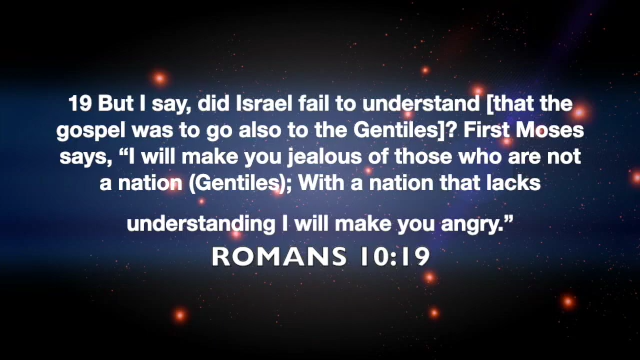 19 But I say, did Israel fail to understand [that the
gospel was to go also to the Gentiles]? First Moses
says, “I will make you jealous of those who are not
a nation (Gentiles); With a nation that lacks
understanding I will make you angry.”
ROMANS 10:19